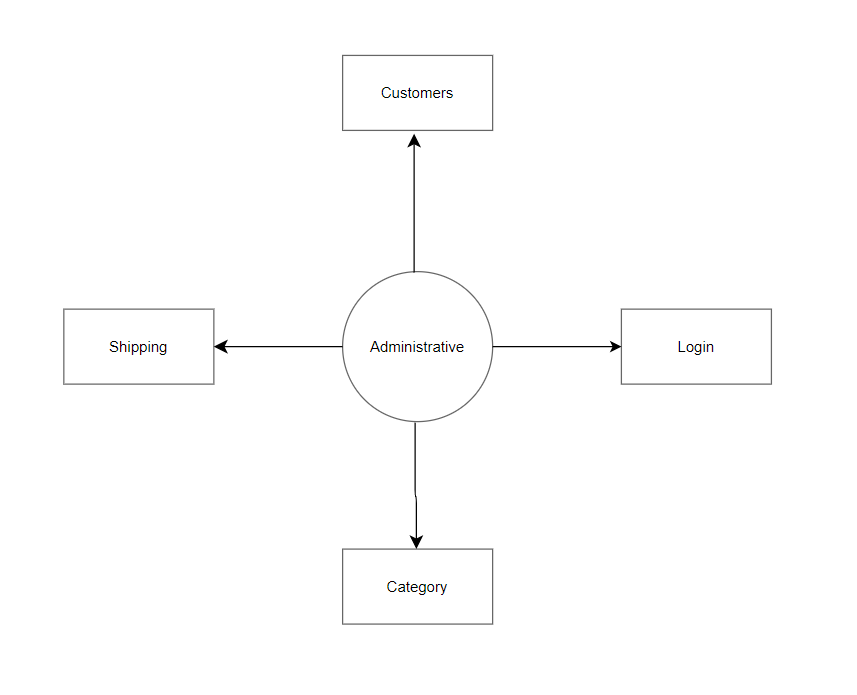 Customers
Shipping
Administrative
Login
Category